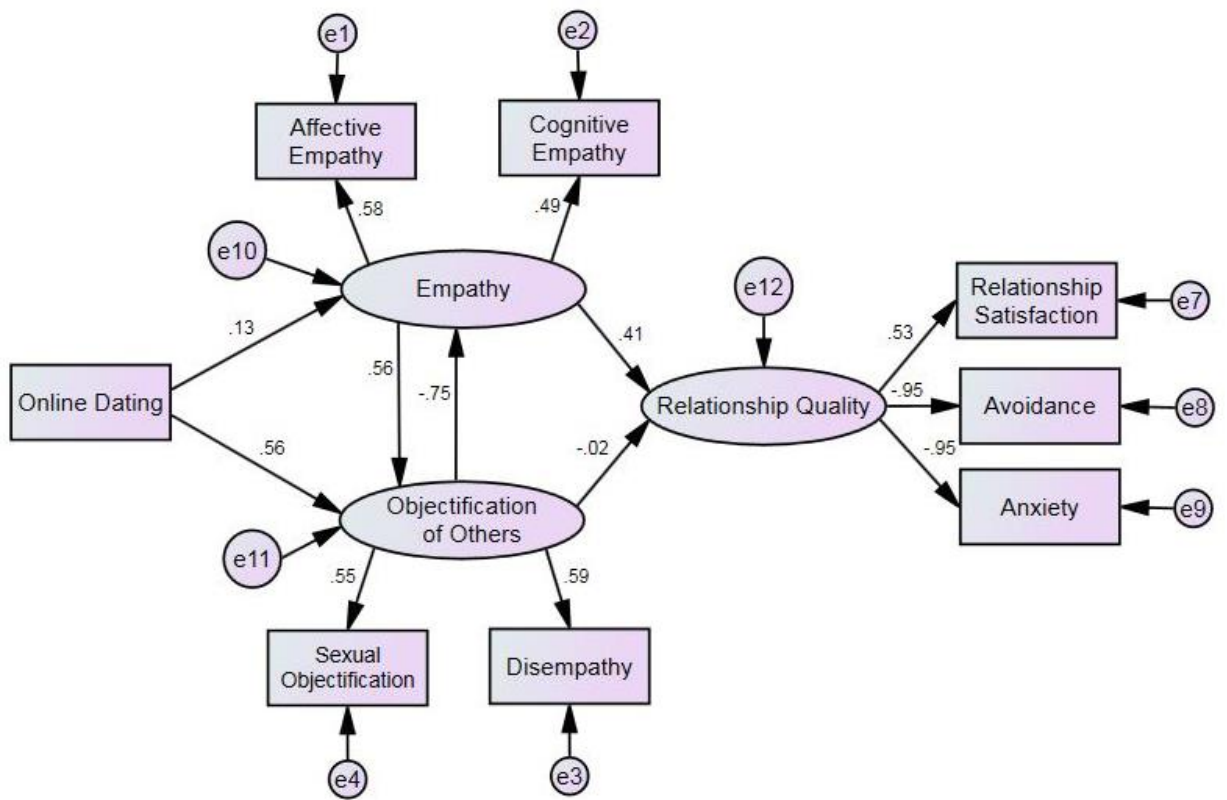 e1
e2
Affective
Empathy
Cognitive
Empathy
.58
.49
e10
Empathy
e12
Relationship
Satisfaction
e7
.13
.41
.53
.56
-.75
Online Dating
Relationship Quality
-.95
Avoidance
e8
.56
-.02
-.95
Objectification
of Others
Anxiety
e9
e11
.55
.59
Sexual
Objectification
Disempathy
e4
e3